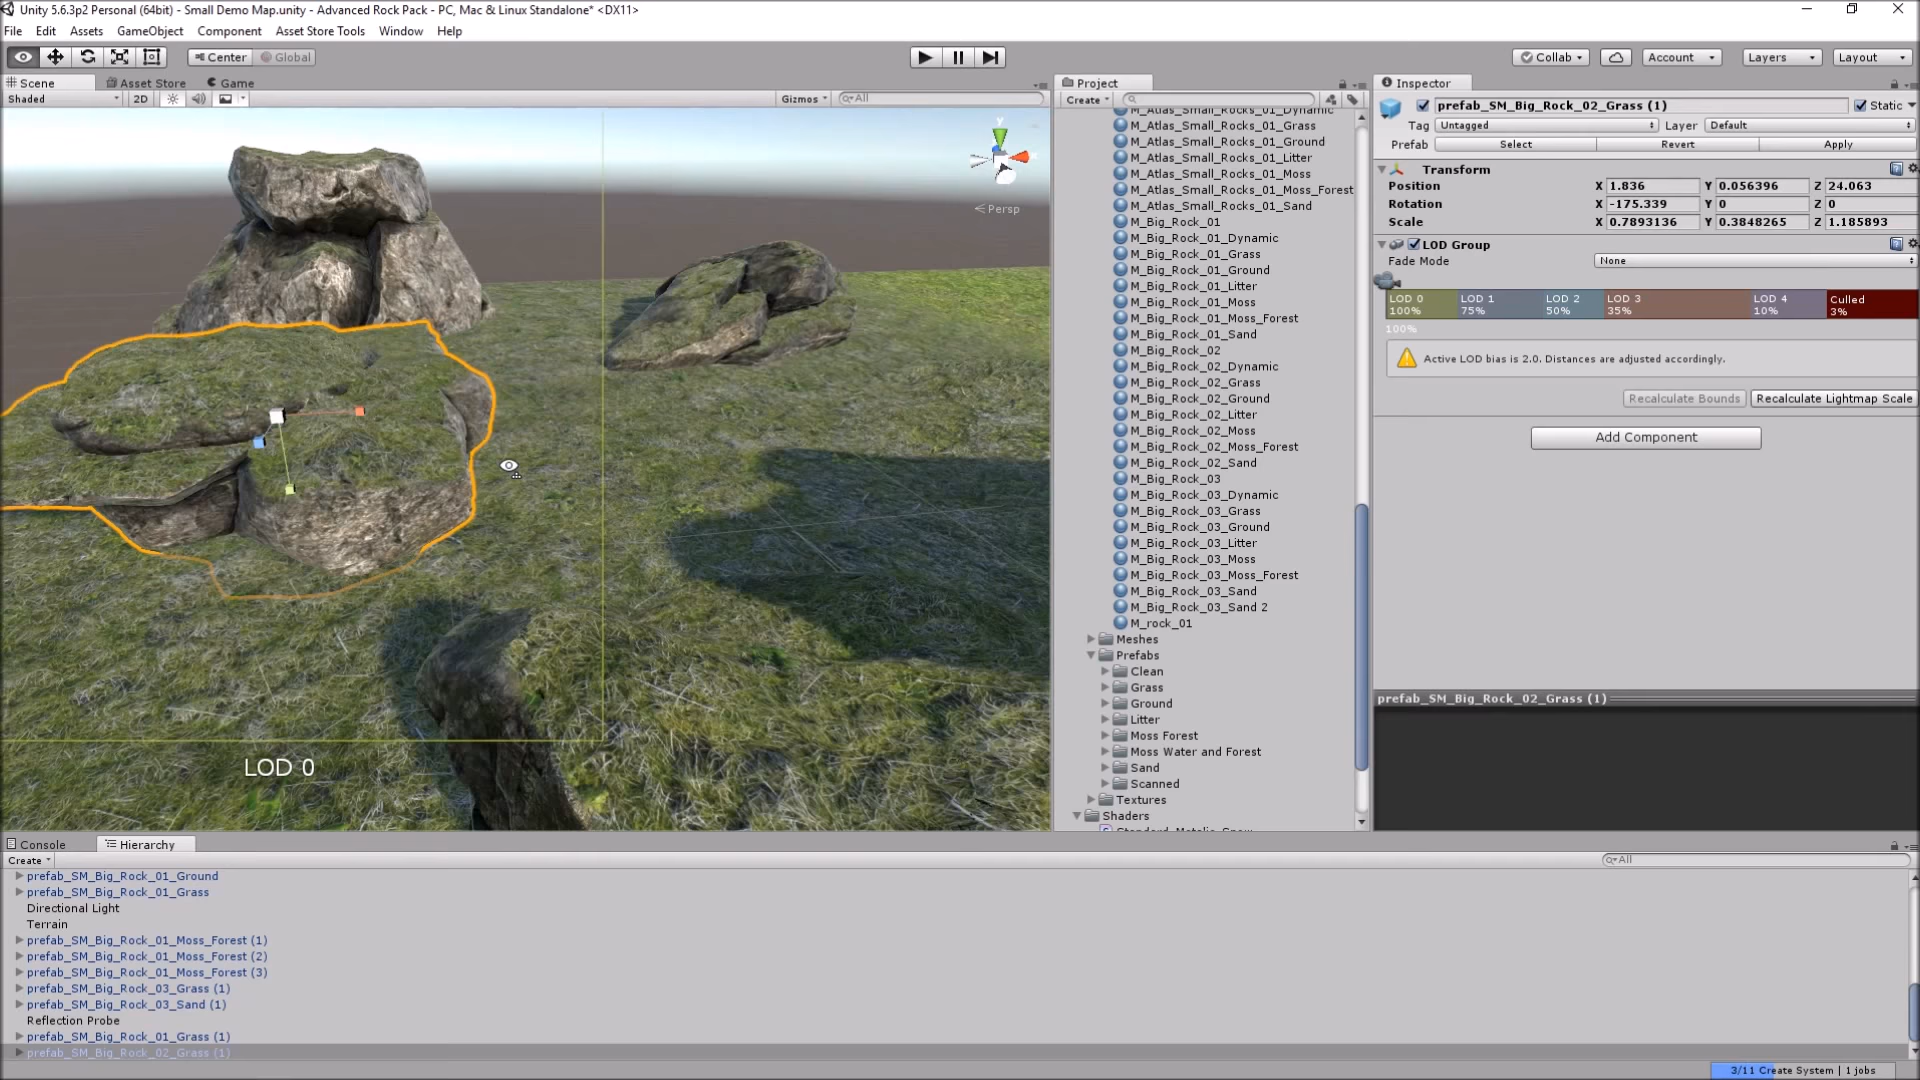 Unity 5.6.3p2 Personal (64bit) - Small Demo Map.unity - Advanced Rock Pack - PC, Mac & Linux Standalone* <DX11>
File Edit Assets GameObject Component Asset Store Tools Window Help
Center Global Collab Account Layers Layout
Scene Asset Store Game
Shaded 2D Gizmos All
Persp
LOD 0
Project
Create
M_Atlas_Small_Rocks_01_Dynamic
M_Atlas_Small_Rocks_01_Grass
M_Atlas_Small_Rocks_01_Ground
M_Atlas_Small_Rocks_01_Litter
M_Atlas_Small_Rocks_01_Moss
M_Atlas_Small_Rocks_01_Moss_Forest
M_Atlas_Small_Rocks_01_Sand
M_Big_Rock_01
M_Big_Rock_01_Dynamic
M_Big_Rock_01_Grass
M_Big_Rock_01_Ground
M_Big_Rock_01_Litter
M_Big_Rock_01_Moss
M_Big_Rock_01_Moss_Forest
M_Big_Rock_01_Sand
M_Big_Rock_02
M_Big_Rock_02_Dynamic
M_Big_Rock_02_Grass
M_Big_Rock_02_Ground
M_Big_Rock_02_Litter
M_Big_Rock_02_Moss
M_Big_Rock_02_Moss_Forest
M_Big_Rock_02_Sand
M_Big_Rock_03
M_Big_Rock_03_Dynamic
M_Big_Rock_03_Grass
M_Big_Rock_03_Ground
M_Big_Rock_03_Litter
M_Big_Rock_03_Moss
M_Big_Rock_03_Moss_Forest
M_Big_Rock_03_Sand
M_Big_Rock_03_Sand 2
M_rock_01
Meshes
Prefabs
Clean
Grass
Ground
Litter
Moss Forest
Moss Water and Forest
Sand
Scanned
Textures
Shaders
Inspector
prefab_SM_Big_Rock_02_Grass (1) Static
Tag Untagged Layer Default
Prefab Select Revert Apply
Transform
Position X 1.836 Y 0.056396 Z 24.063
Rotation X -175.339 Y 0 Z 0
Scale X 0.7893136 Y 0.3848265 Z 1.185893
LOD Group
Fade Mode None
LOD 0 LOD 1 LOD 2 LOD 3 LOD 4 Culled
100% 75% 50% 35% 10% 3%
100%
Active LOD bias is 2.0. Distances are adjusted accordingly.
Recalculate Bounds Recalculate Lightmap Scale
Add Component
prefab_SM_Big_Rock_02_Grass (1)
Console Hierarchy
Create All
prefab_SM_Big_Rock_01_Ground
prefab_SM_Big_Rock_01_Grass
Directional Light
Terrain
prefab_SM_Big_Rock_01_Moss_Forest (1)
prefab_SM_Big_Rock_01_Moss_Forest (2)
prefab_SM_Big_Rock_01_Moss_Forest (3)
prefab_SM_Big_Rock_03_Grass (1)
prefab_SM_Big_Rock_03_Sand (1)
Reflection Probe
prefab_SM_Big_Rock_01_Grass (1)
prefab_SM_Big_Rock_02_Grass (1)
3/11 Create System | 1 jobs